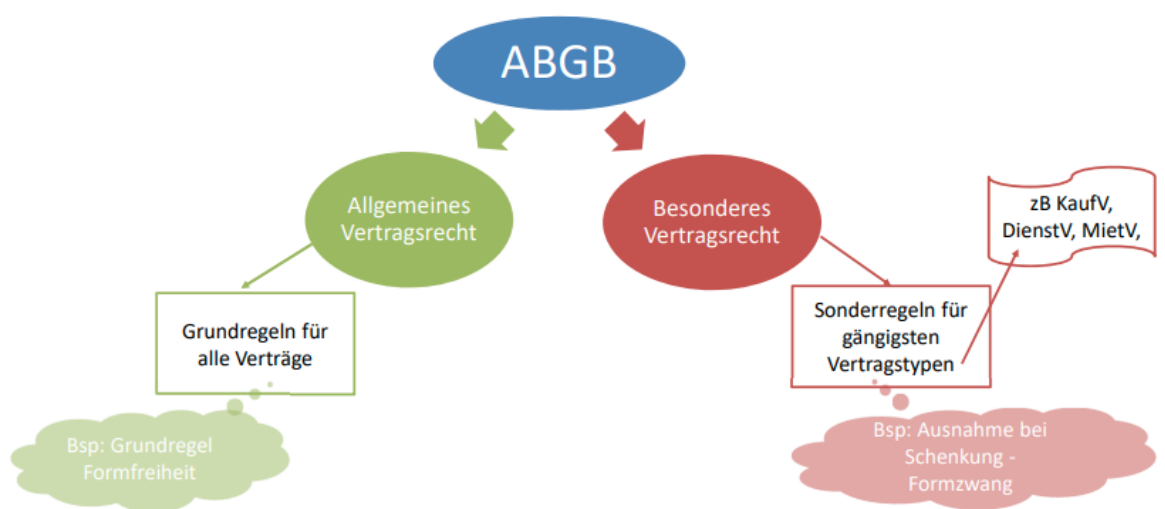 ABGB
Allgemeines
Vertragsrecht
Besonderes
Vertragsrecht
zB KaufV,
DienstV, MietV,
Grundregeln für
alle Verträge
Sonderregeln für
gängigsten
Vertragstypen
Bsp: Grundregel
Formfreiheit
Bsp: Ausnahme bei
Schenkung -
Formzwang